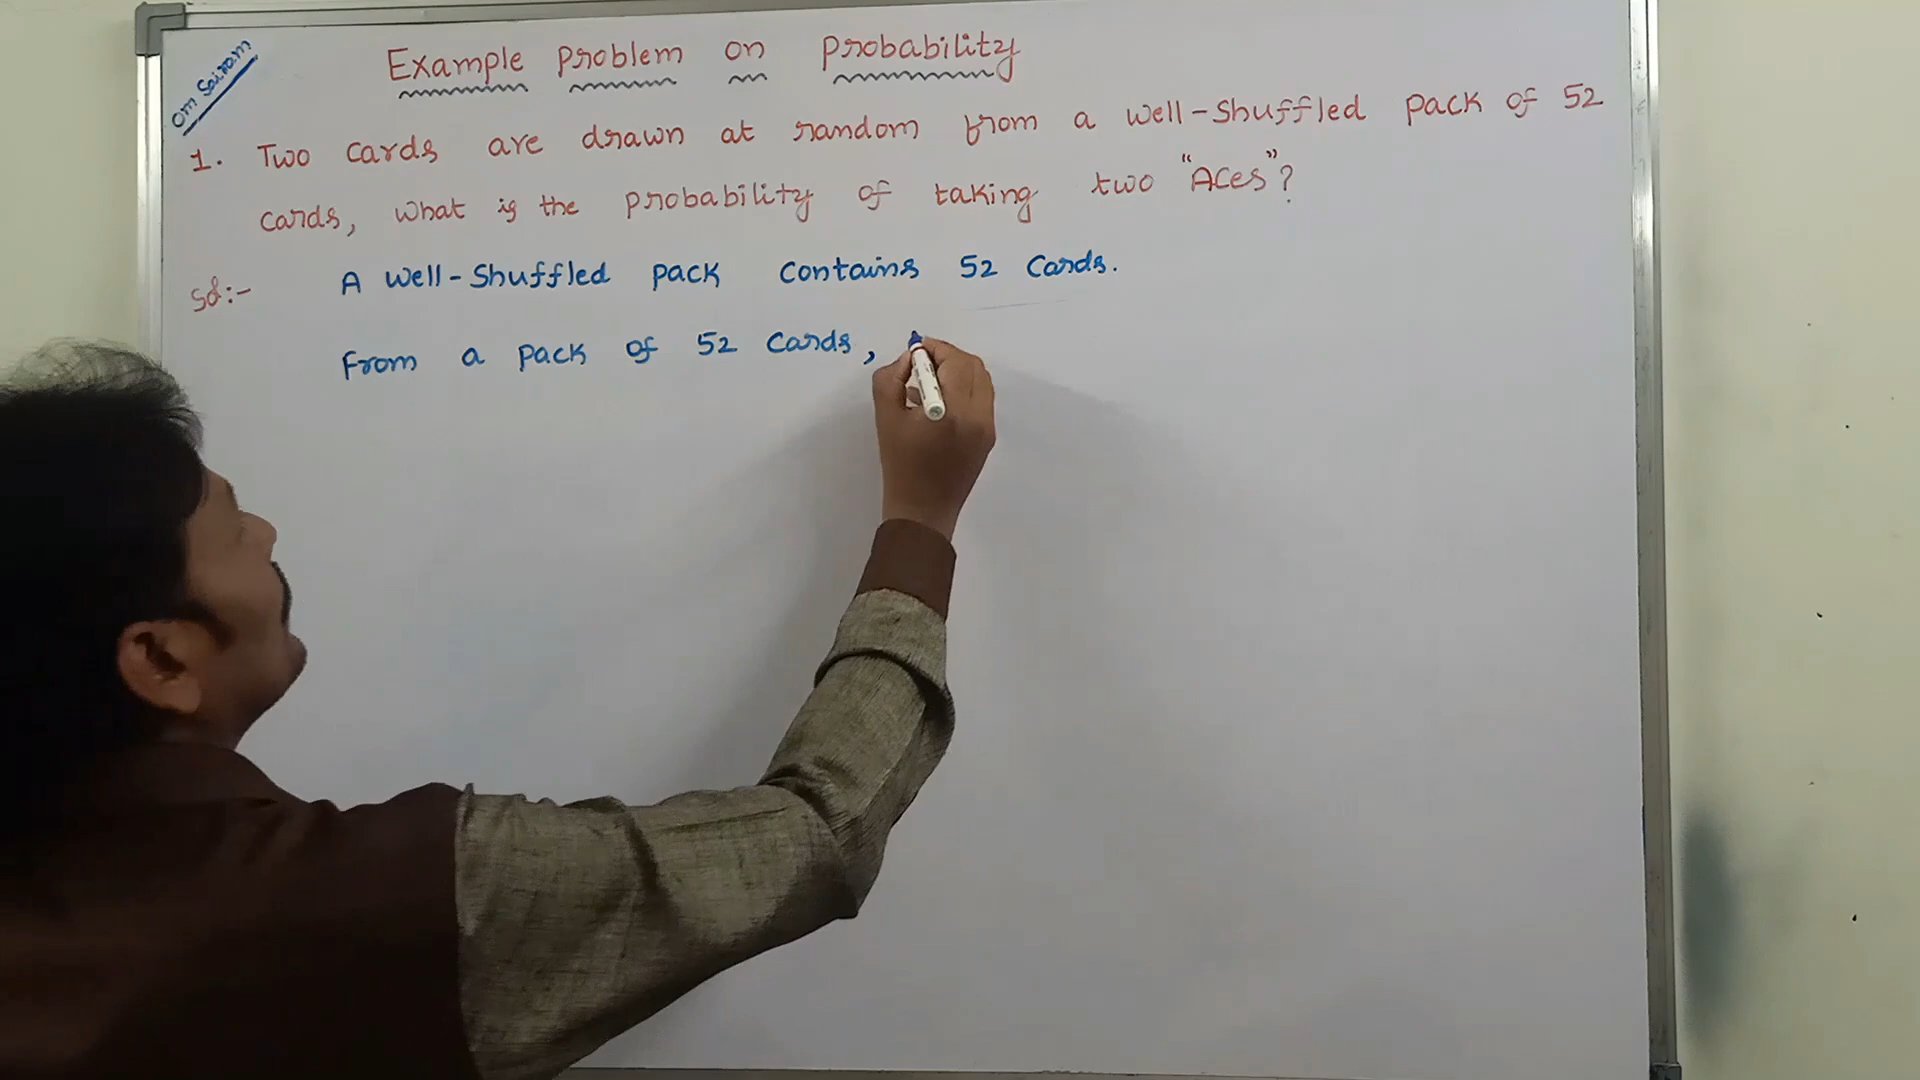 Om Sairam
Example Problem on Probability
1. Two cards are drawn at random from a well-shuffled pack of 52
cards, what is the probability of taking two "Aces"?
Sol:- A well-shuffled pack contains 52 cards.
From a pack of 52 cards,